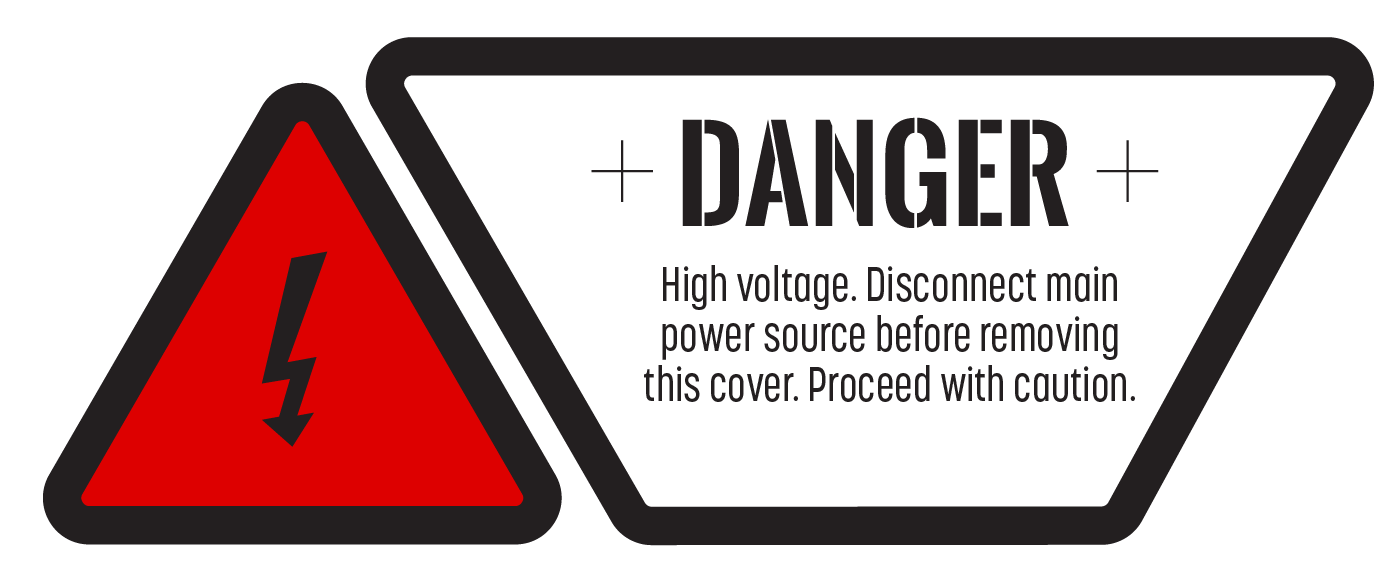 DANGER
High voltage. Disconnect main
power source before removing
this cover. Proceed with caution.